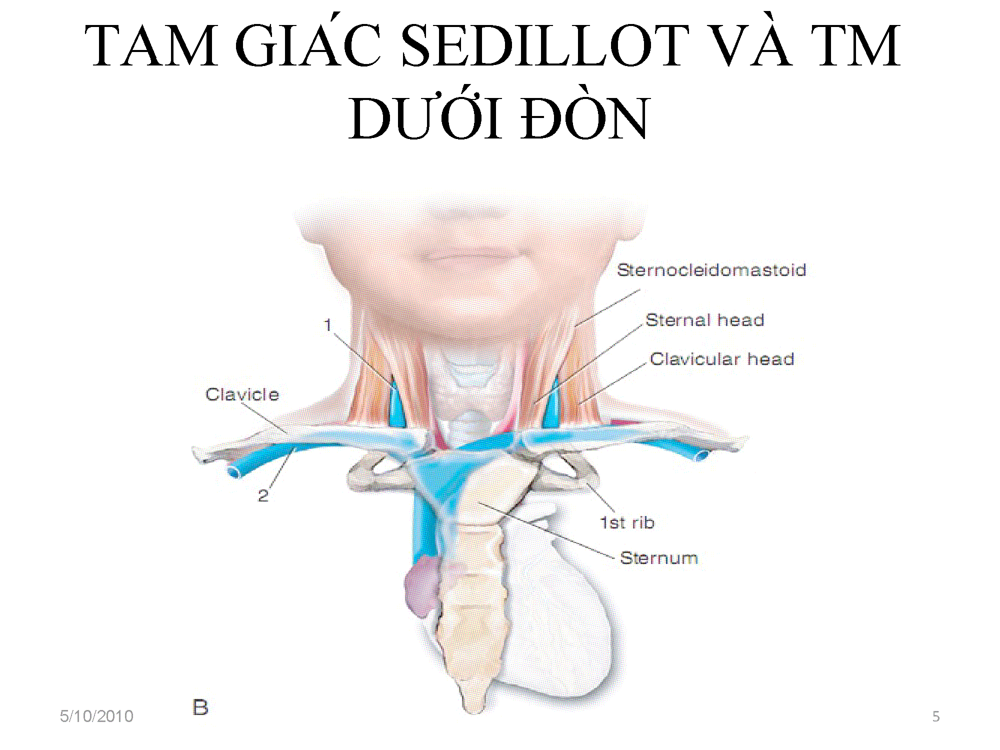 TAM GIÁC SEDILLOT VÀ TM
DƯỚI ĐÒN
Sternocleidomastoid
Sternal head
1
Clavicular head
Clavicle
2
1st rib
Sternum
B
5/10/2010
5